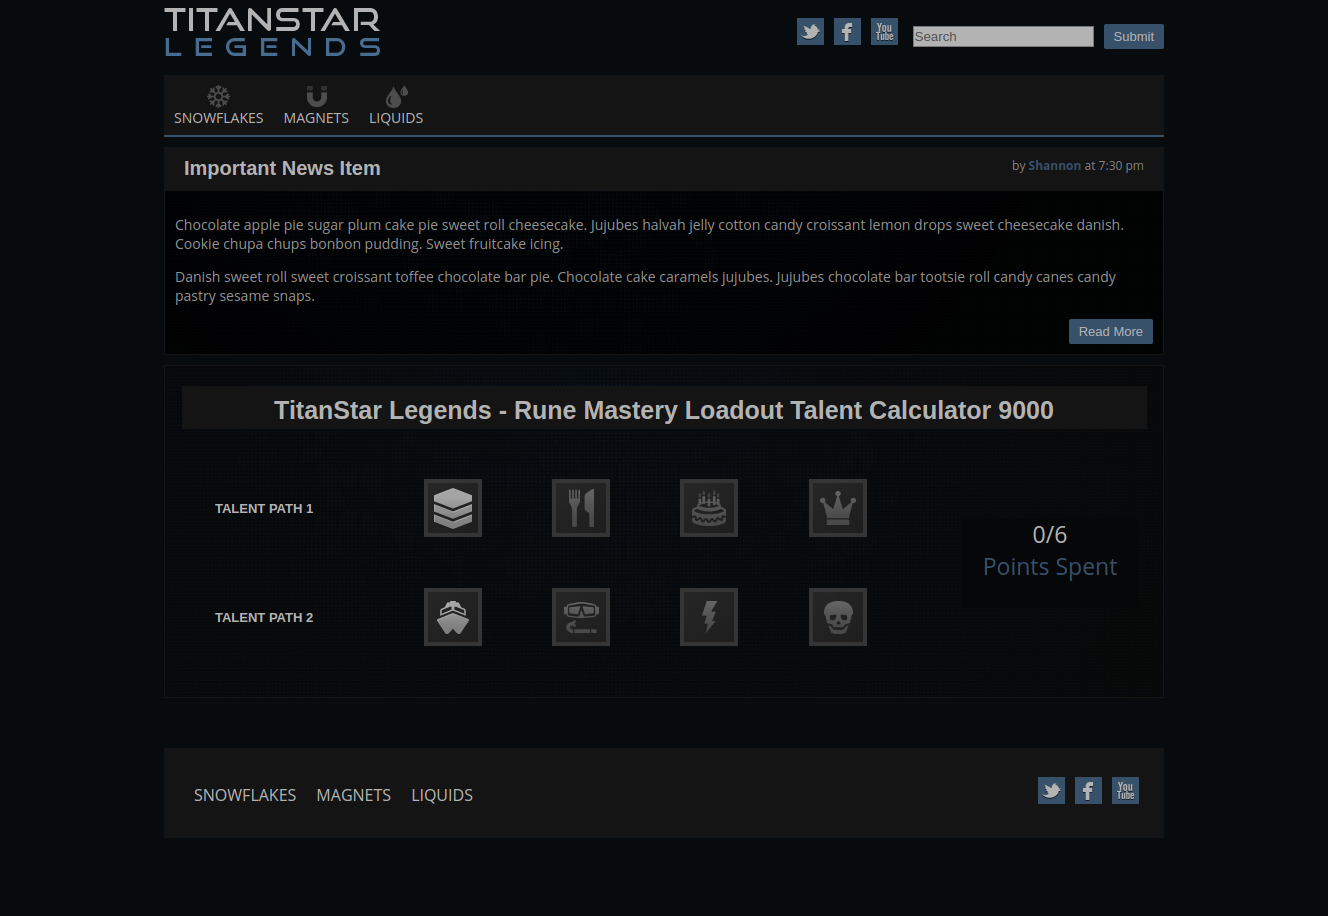 TITANSTAR
LEGENDS
You
Tube
Search
Submit
SNOWFLAKES
MAGNETS
LIQUIDS
Important News Item
by Shannon at 7:30 pm
Chocolate apple pie sugar plum cake pie sweet roll cheesecake. Jujubes halvah jelly cotton candy croissant lemon drops sweet cheesecake danish.
Cookie chupa chups bonbon pudding. Sweet fruitcake icing.
Danish sweet roll sweet croissant toffee chocolate bar pie. Chocolate cake caramels jujubes. Jujubes chocolate bar tootsie roll candy canes candy
pastry sesame snaps.
Read More
TitanStar Legends - Rune Mastery Loadout Talent Calculator 9000
TALENT PATH 1
0/6
Points Spent
TALENT PATH 2
SNOWFLAKES
MAGNETS
LIQUIDS
You
Tube